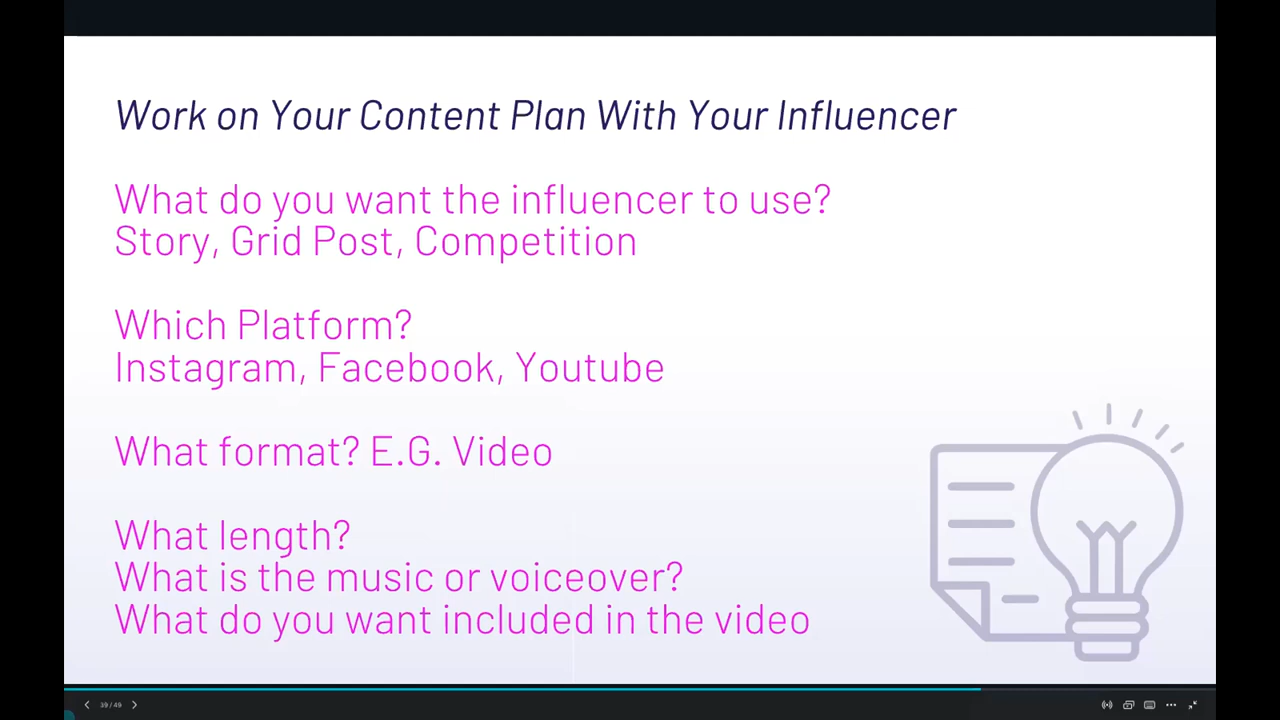 Work on Your Content Plan With Your Influencer
What do you want the influencer to use?
Story, Grid Post, Competition
Which Platform?
Instagram, Facebook, Youtube
What format? E.G. Video
What length?
What is the music or voiceover?
What do you want included in the video
39 / 49